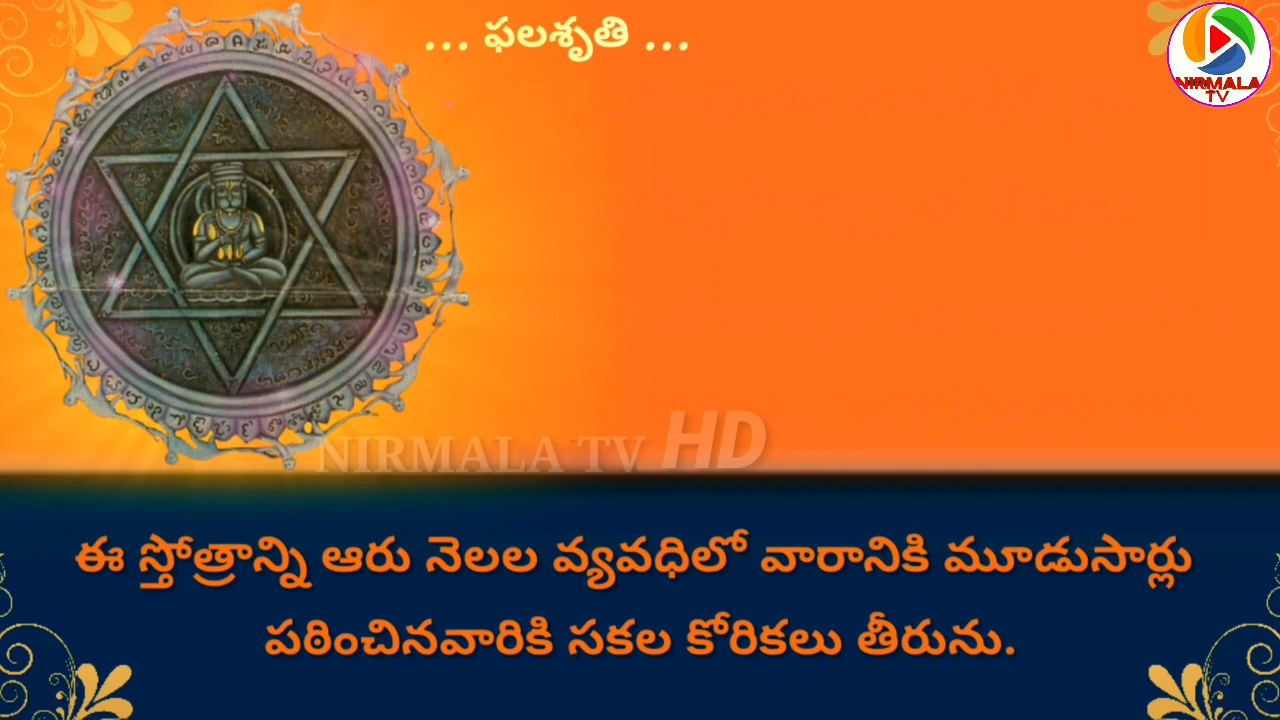 ... ఫలశృతి ...
NIRMALA
TV
NIRMALA TV HD
ఈ స్తోత్రాన్ని ఆరు నెలల వ్యవధిలో వారానికి మూడుసార్లు
పఠించినవారికి సకల కోరికలు తీరును.